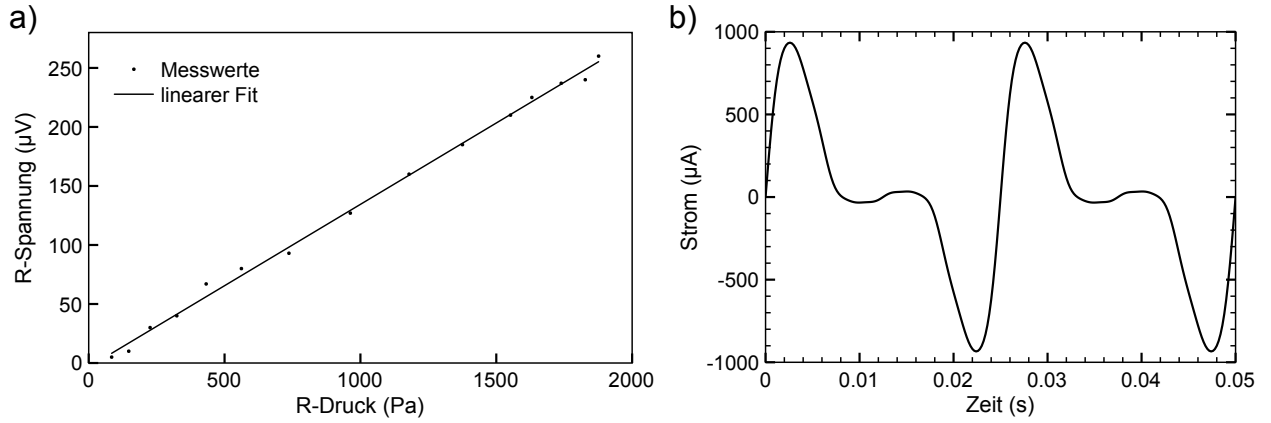 a)
R-Spannung (µV)
250
200
150
100
50
0
Messwerte
linearer Fit
0 500 1000 1500 2000
R-Druck (Pa)
b)
Strom (µA)
1000
500
0
-500
-1000
0 0.01 0.02 0.03 0.04 0.05
Zeit (s)